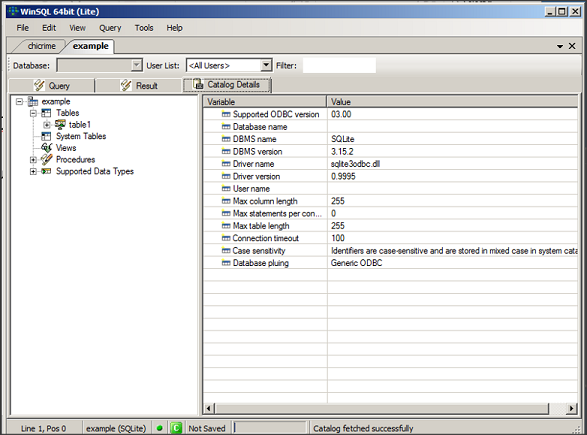 WinSQL 64bit (Lite)
File Edit View Query Tools Help
chicrime example
Database: User List: <All Users> Filter:
Query Result Catalog Details
example
Tables
table1
System Tables
Views
Procedures
Supported Data Types
Variable Value
Supported ODBC version 03.00
Database name
DBMS name SQLite
DBMS version 3.15.2
Driver name sqlite3odbc.dll
Driver version 0.9995
User name
Max column length 255
Max statements per con... 0
Max table length 255
Connection timeout 100
Case sensitivity Identifiers are case-sensitive and are stored in mixed case in system cata
Database pluing Generic ODBC
Line 1, Pos 0 example (SQLite) C Not Saved Catalog fetched successfully